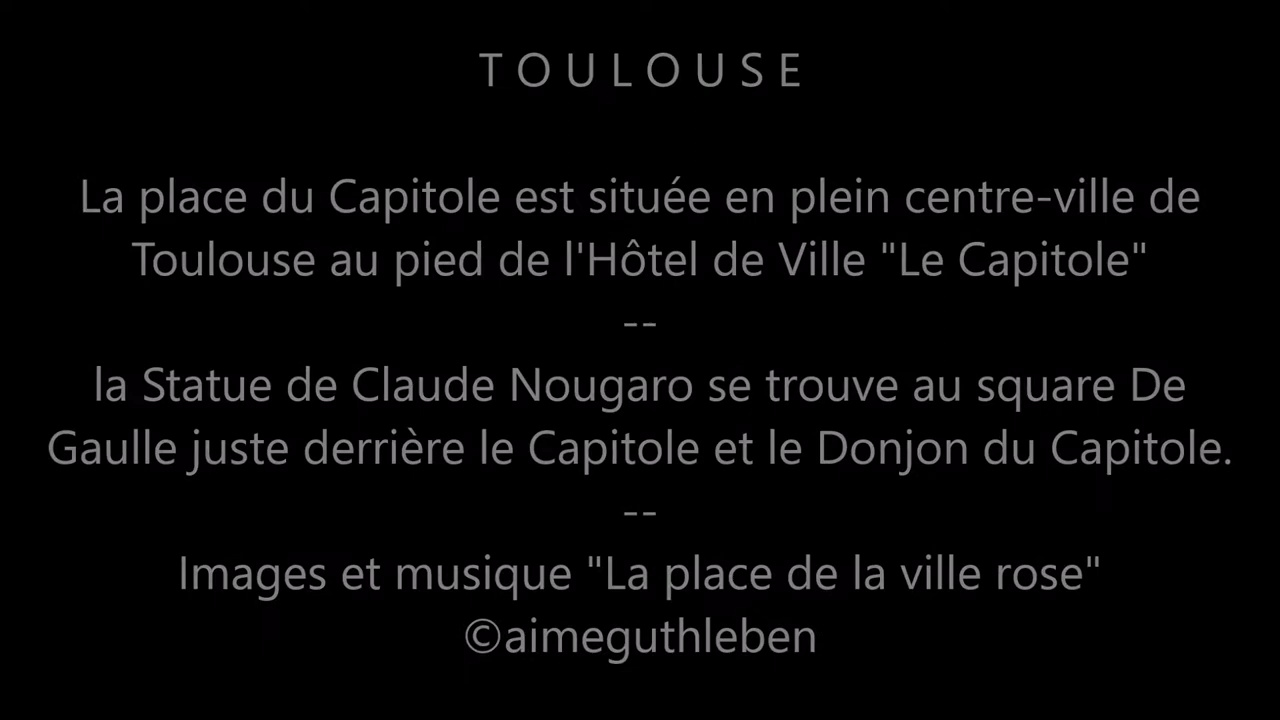 T O U L O U S E
La place du Capitole est située en plein centre-ville de
Toulouse au pied de l'Hôtel de Ville "Le Capitole"
--
la Statue de Claude Nougaro se trouve au square De
Gaulle juste derrière le Capitole et le Donjon du Capitole.
--
Images et musique "La place de la ville rose"
©aimeguthleben